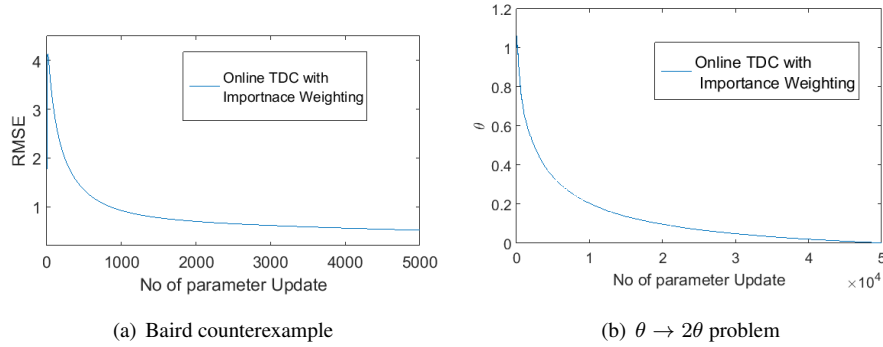 4
3
2
1
0
1000
2000
3000
4000
5000
RMSE
No of parameter Update
Online TDC with
Importnace Weighting
(a) Baird counterexample
1.2
1
0.8
0.6
0.4
0.2
0
0
1
2
3
4
5
×10⁴
θ
No of parameter Update
Online TDC with
Importance Weighting
(b) θ → 2θ problem